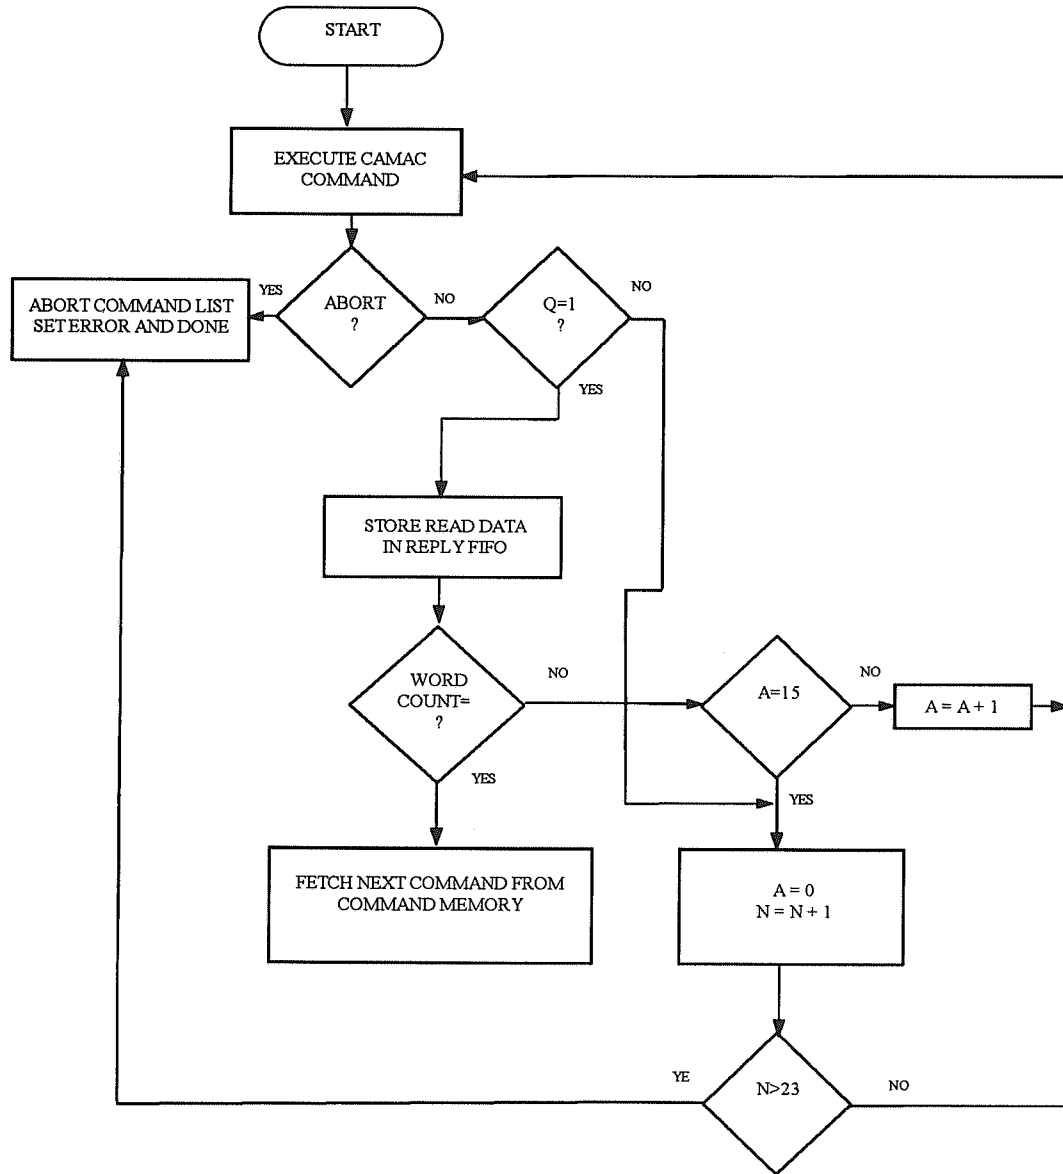 START
EXECUTE CAMAC
COMMAND
YES
ABORT
?
NO
Q=1
?
NO
ABORT COMMAND LIST
SET ERROR AND DONE
YES
STORE READ DATA
IN REPLY FIFO
WORD
COUNT=
?
NO
A=15
NO
A = A + 1
YES
YES
FETCH NEXT COMMAND FROM
COMMAND MEMORY
A = 0
N = N + 1
YE
N>23
NO